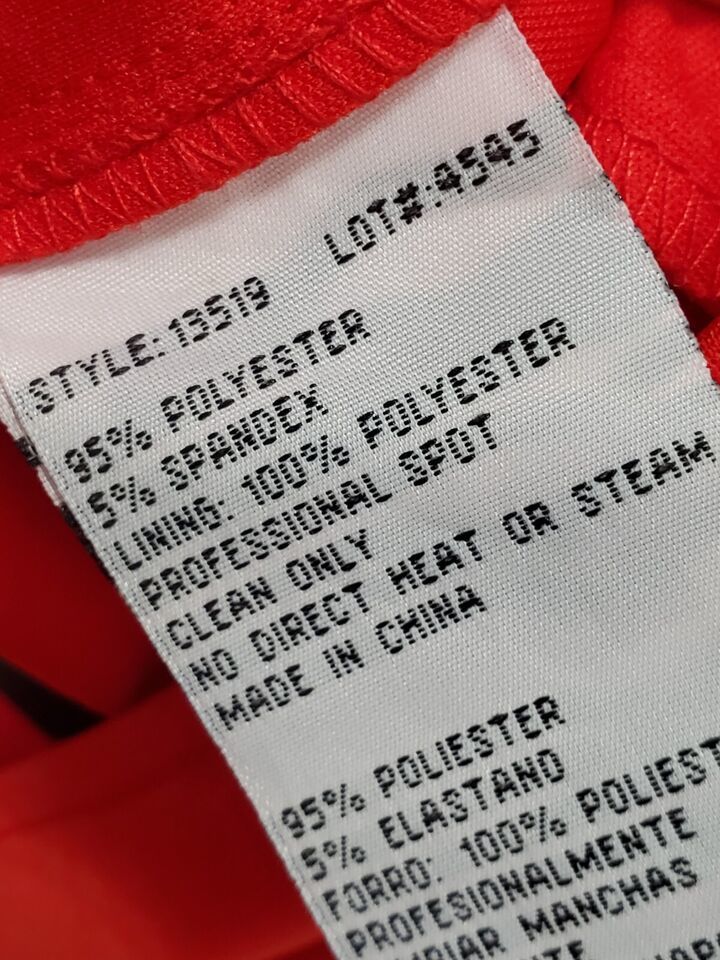 STYLE: 13519 LOT#:4545
95% POLYESTER
5% SPANDEX
LINING: 100% POLYESTER
PROFESSIONAL SPOT
CLEAN ONLY
NO DIRECT HEAT OR STEAM
MADE IN CHINA
95% POLIESTER
5% ELASTANO
FORRO: 100% POLIEST
PROFESIONALMENTE
MANCHAS